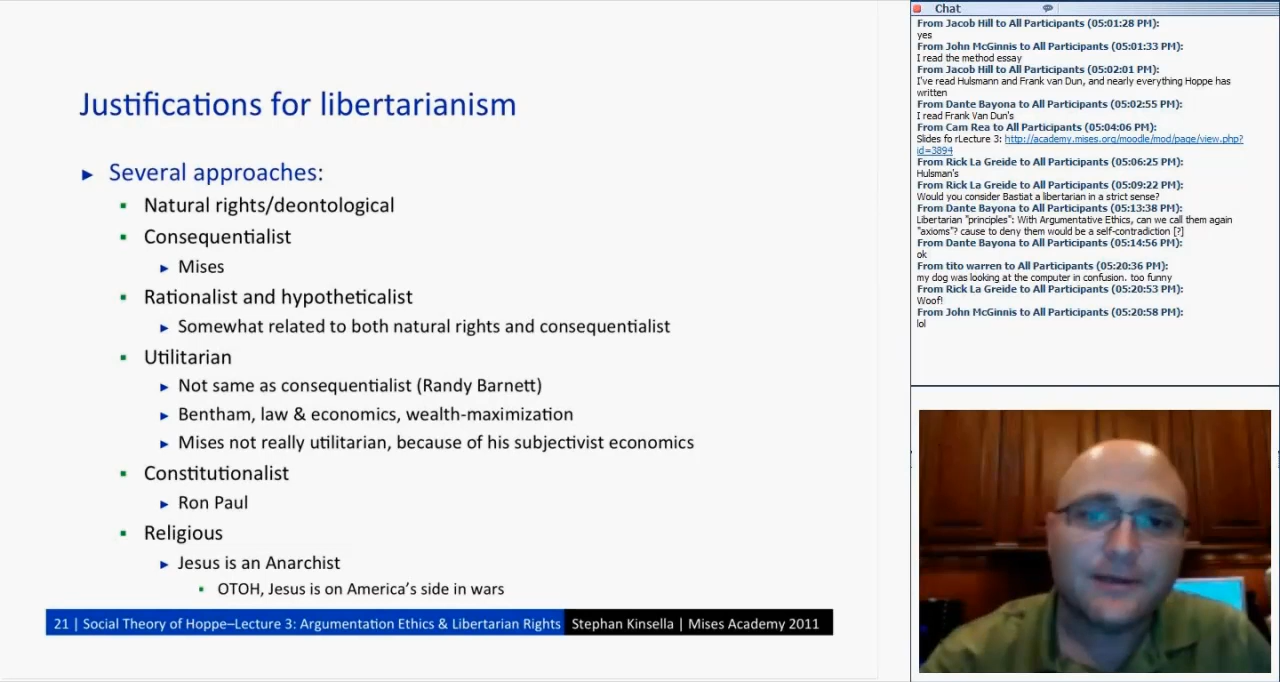 Justifications for libertarianism
► Several approaches:
▪ Natural rights/deontological
▪ Consequentialist
► Mises
▪ Rationalist and hypotheticalist
► Somewhat related to both natural rights and consequentialist
▪ Utilitarian
► Not same as consequentialist (Randy Barnett)
► Bentham, law & economics, wealth-maximization
► Mises not really utilitarian, because of his subjectivist economics
▪ Constitutionalist
► Ron Paul
▪ Religious
► Jesus is an Anarchist
▪ OTOH, Jesus is on America's side in wars
21 | Social Theory of Hoppe–Lecture 3: Argumentation Ethics & Libertarian Rights
Stephan Kinsella | Mises Academy 2011
Chat
From Jacob Hill to All Participants (05:01:28 PM):
yes
From John McGinnis to All Participants (05:01:33 PM):
I read the method essay
From Jacob Hill to All Participants (05:02:01 PM):
I've read Hulsmann and Frank van Dun, and nearly everything Hoppe has
written
From Dante Bayona to All Participants (05:02:55 PM):
I read Frank Van Dun's
From Cam Rea to All Participants (05:04:06 PM):
Slides fo rLecture 3: http://academy.mises.org/moodle/mod/page/view.php?
id=3894
From Rick La Greide to All Participants (05:06:25 PM):
Hulsman's
From Rick La Greide to All Participants (05:09:22 PM):
Would you consider Bastiat a libertarian in a strict sense?
From Dante Bayona to All Participants (05:13:38 PM):
Libertarian "principles": With Argumentative Ethics, can we call them again
"axioms"? cause to deny them would be a self-contradiction [?]
From Dante Bayona to All Participants (05:14:56 PM):
ok
From tito warren to All Participants (05:20:36 PM):
my dog was looking at the computer in confusion. too funny
From Rick La Greide to All Participants (05:20:53 PM):
Woof!
From John McGinnis to All Participants (05:20:58 PM):
lol